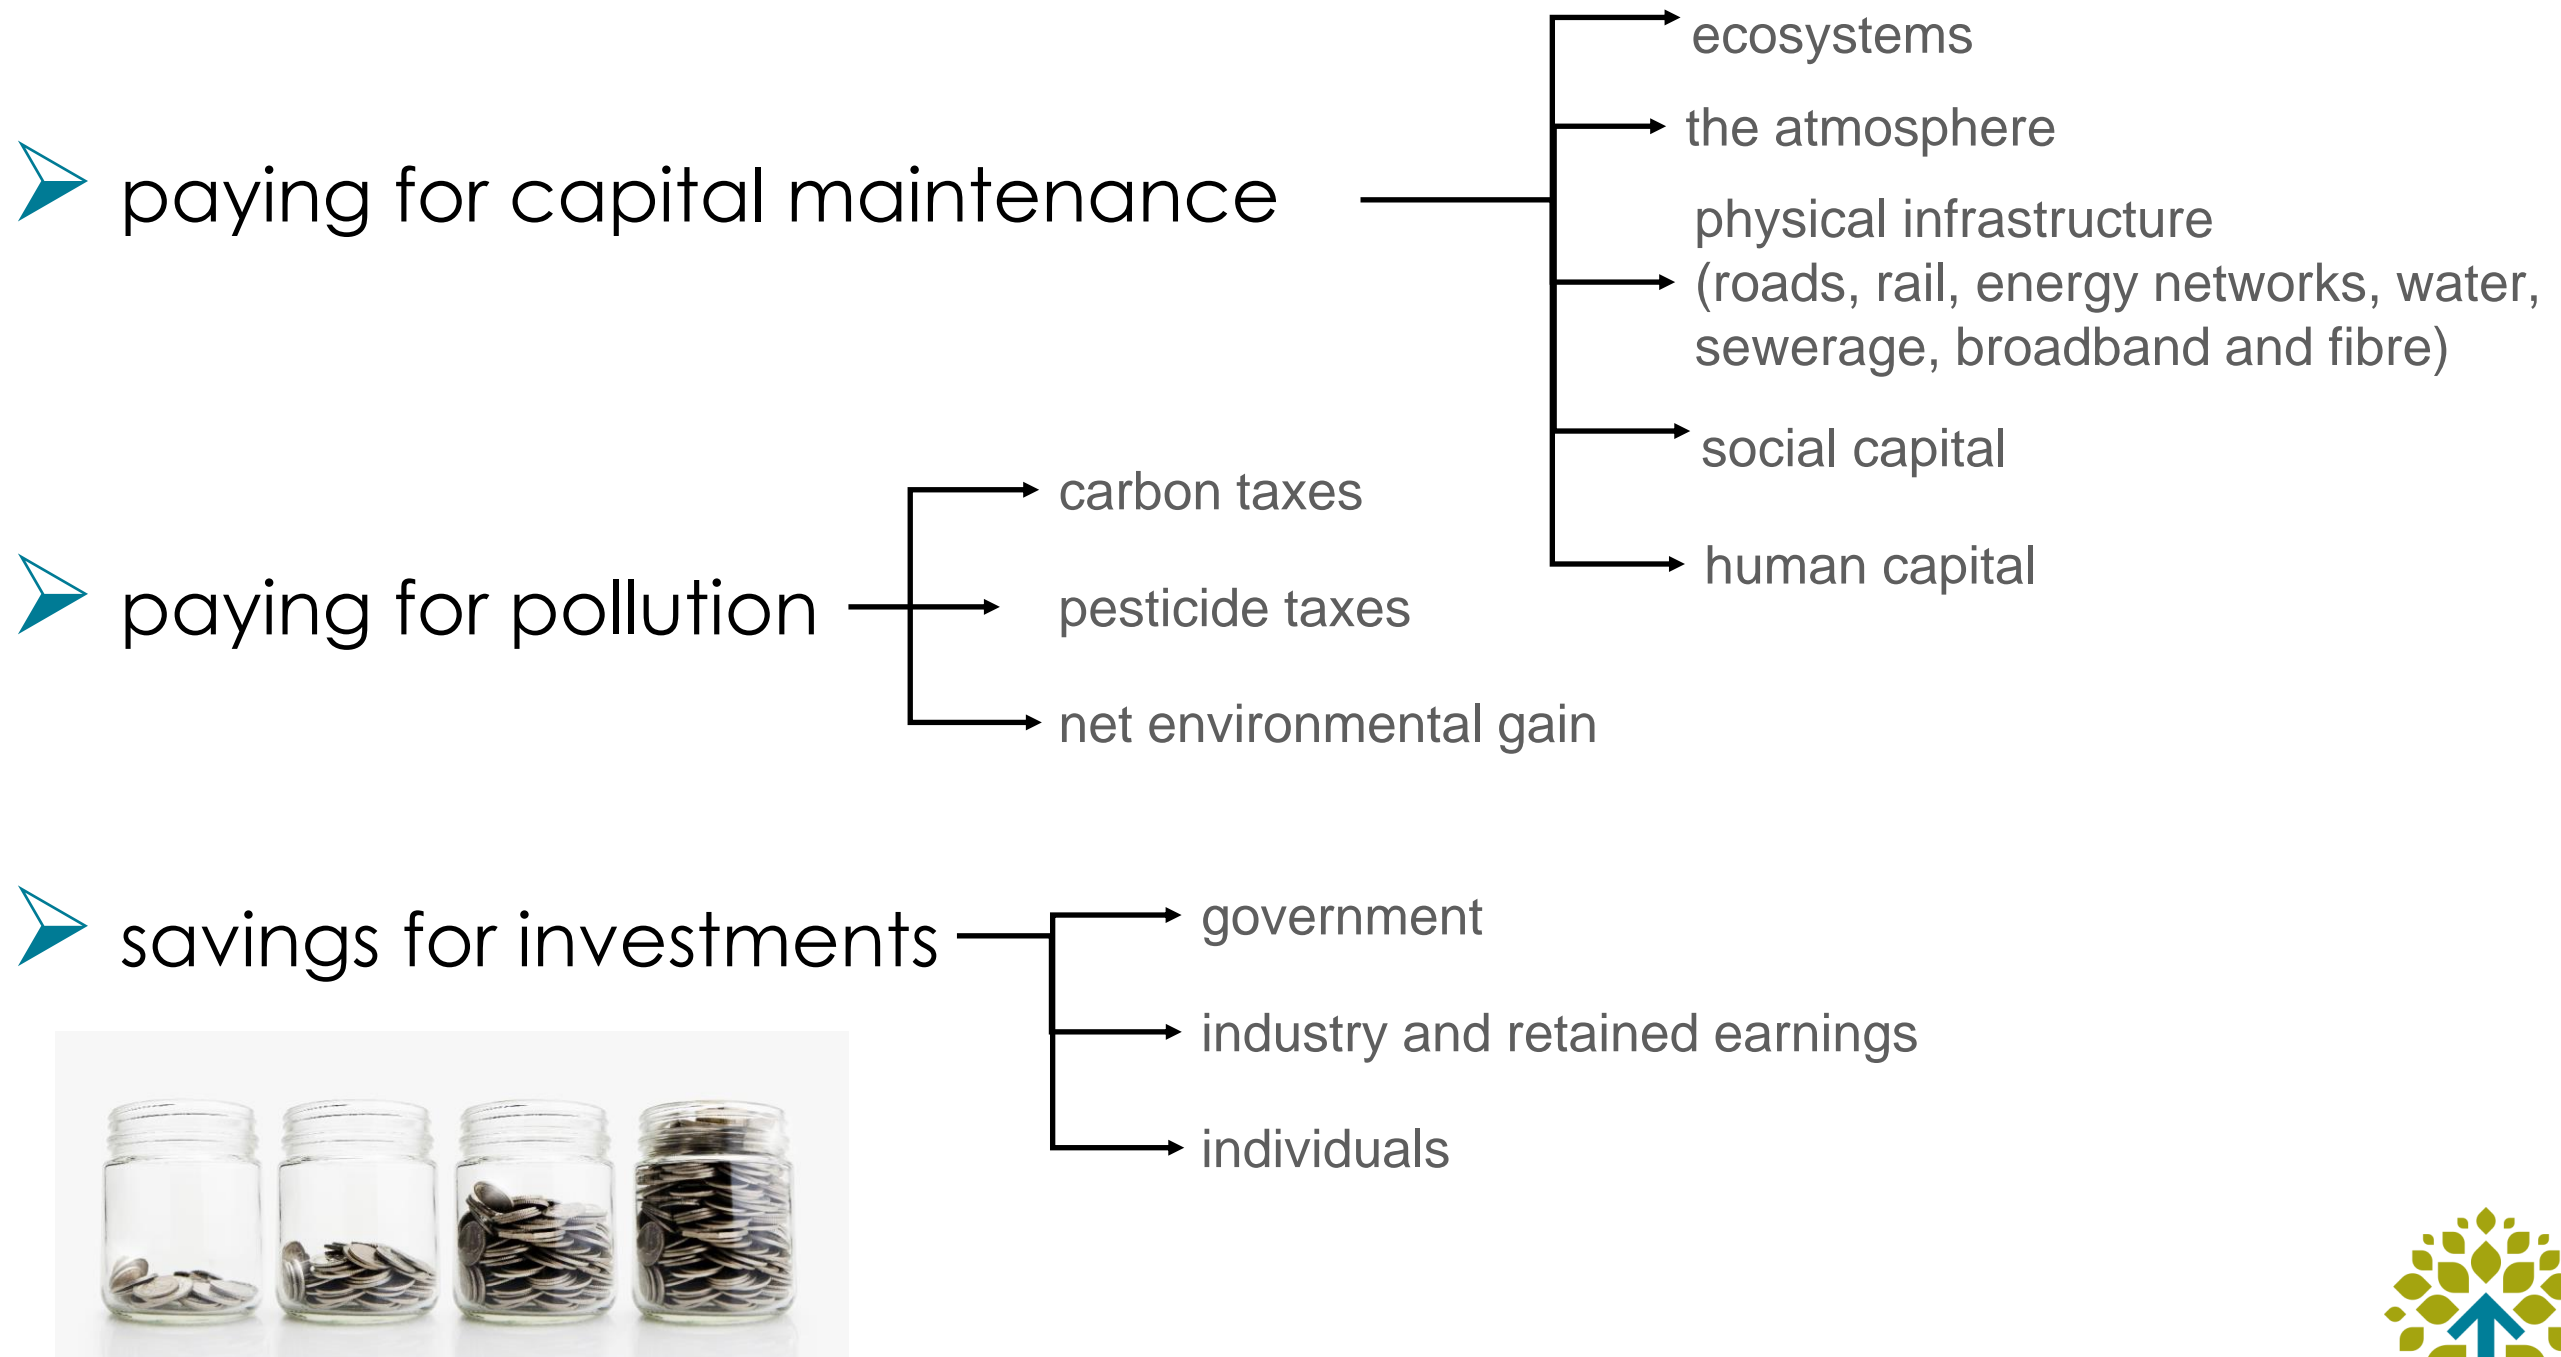 paying for capital maintenance
ecosystems
the atmosphere
physical infrastructure
(roads, rail, energy networks, water,
sewerage, broadband and fibre)
social capital
human capital
paying for pollution
carbon taxes
pesticide taxes
net environmental gain
savings for investments
government
industry and retained earnings
individuals